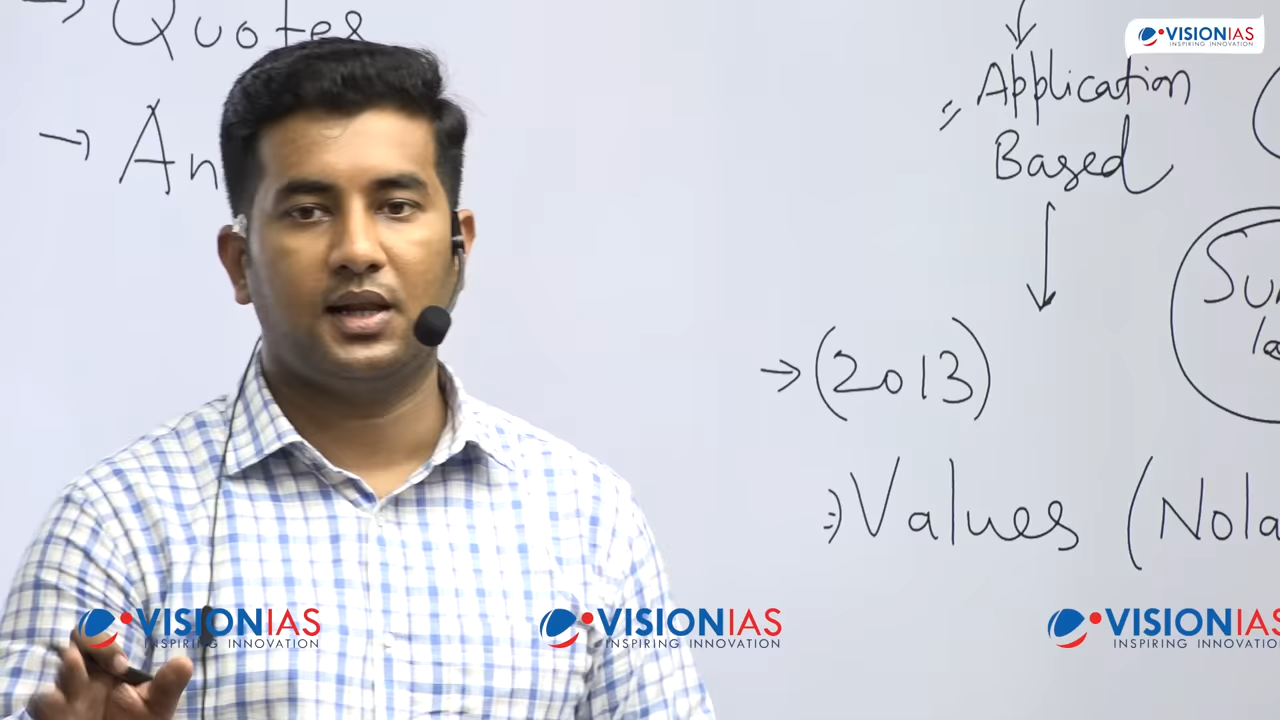 → Quotes
→ An
Application
Based
→ (2013)
Values (Nola
VISIONIAS
INSPIRING INNOVATION
VISIONIAS
INSPIRING INNOVATION
VISIONIAS
INSPIRING INNOVATION
VISIONIAS
INSPIRING INNOVATION